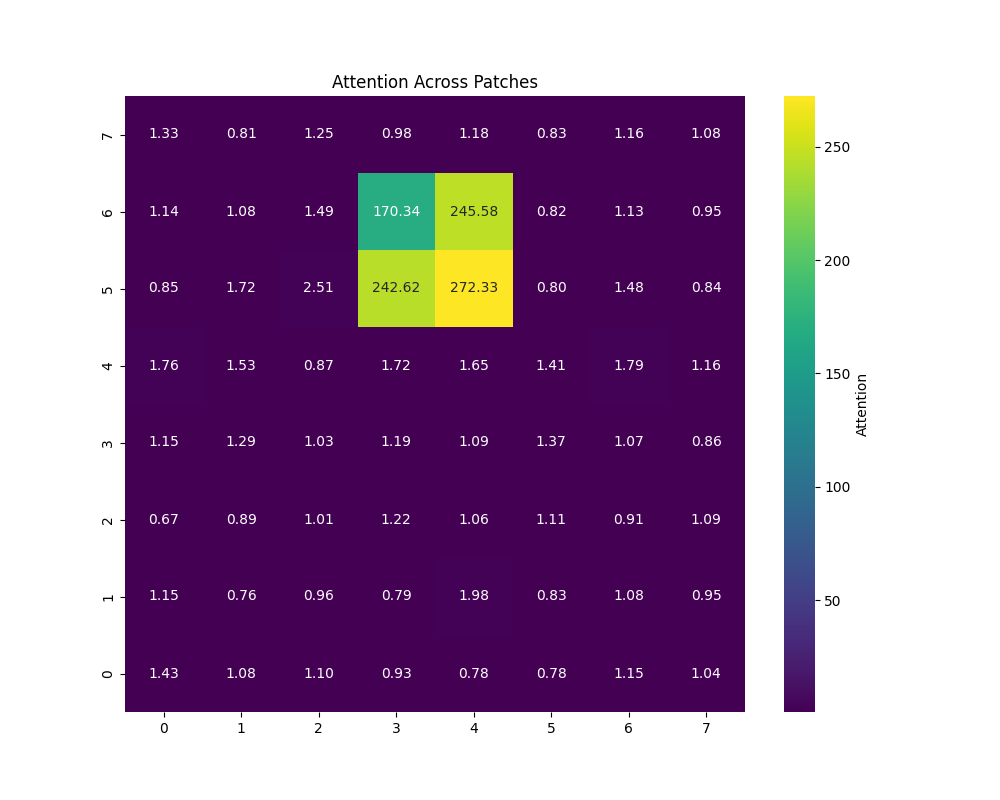 Attention Across Patches
7 1.33 0.81 1.25 0.98 1.18 0.83 1.16 1.08
250
6 1.14 1.08 1.49 170.34 245.58 0.82 1.13 0.95
200
5 0.85 1.72 2.51 242.62 272.33 0.80 1.48 0.84
4 1.76 1.53 0.87 1.72 1.65 1.41 1.79 1.16
150
Attention
3 1.15 1.29 1.03 1.19 1.09 1.37 1.07 0.86
100
2 0.67 0.89 1.01 1.22 1.06 1.11 0.91 1.09
1 1.15 0.76 0.96 0.79 1.98 0.83 1.08 0.95
50
0 1.43 1.08 1.10 0.93 0.78 0.78 1.15 1.04
0 1 2 3 4 5 6 7